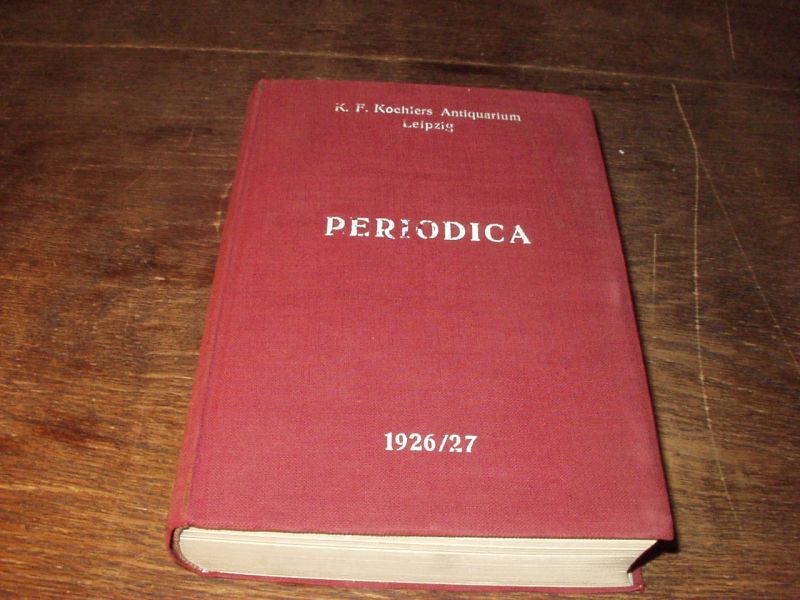 K. F. Koehlers Antiquarium
Leipzig
PERIODICA
1926/27